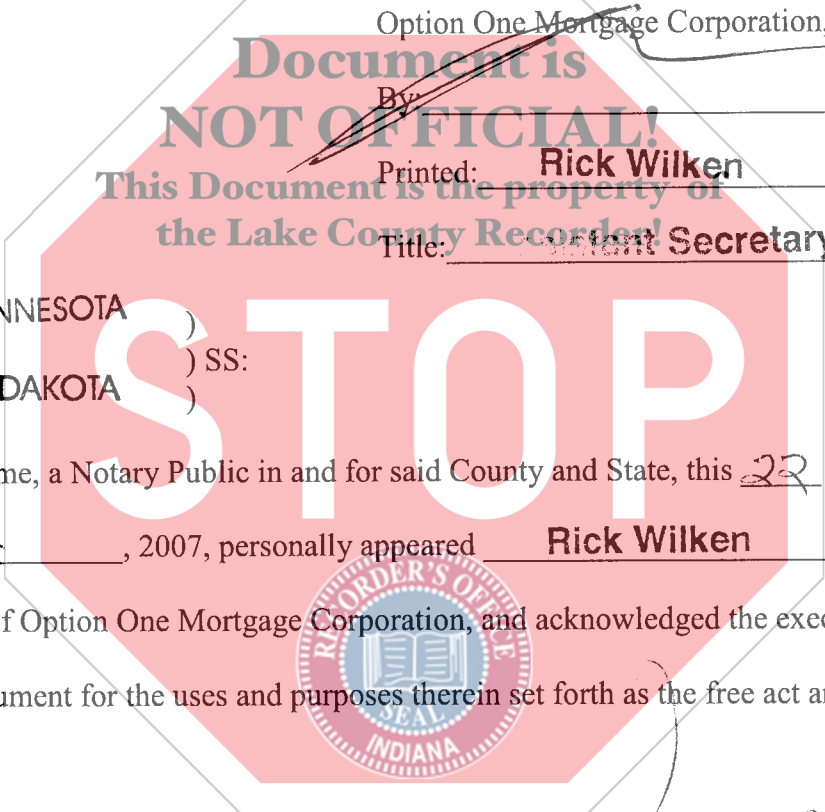 Option One Mortgage Corporation,
Document is
By:
NOT OFFICIAL!
Printed: Rick Wilken
This Document is the property of
the Lake County Recorder!
Title: Secretary
NNESOTA )
) SS:
DAKOTA )
STOP
me, a Notary Public in and for said County and State, this 22
, 2007, personally appeared Rick Wilken
f Option One Mortgage Corporation, and acknowledged the exec
ument for the uses and purposes therein set forth as the free act a
RECORDER'S OFFICE
SEAL
INDIANA